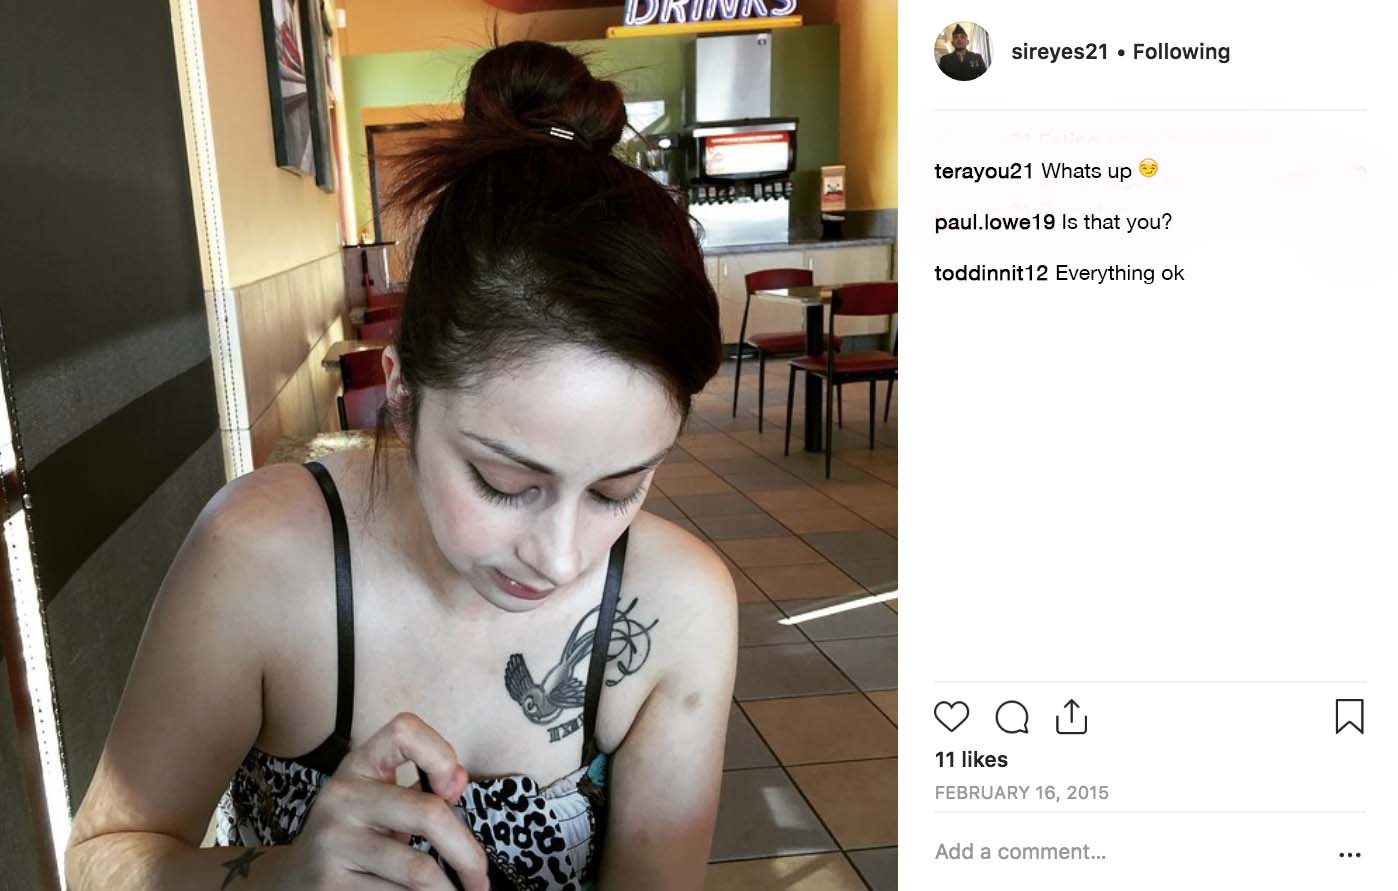 DRINKS
sireyes21 • Following
terayou21 Whats up 😏
paul.lowe19 Is that you?
toddinnit12 Everything ok
11 likes
FEBRUARY 16, 2015
Add a comment...